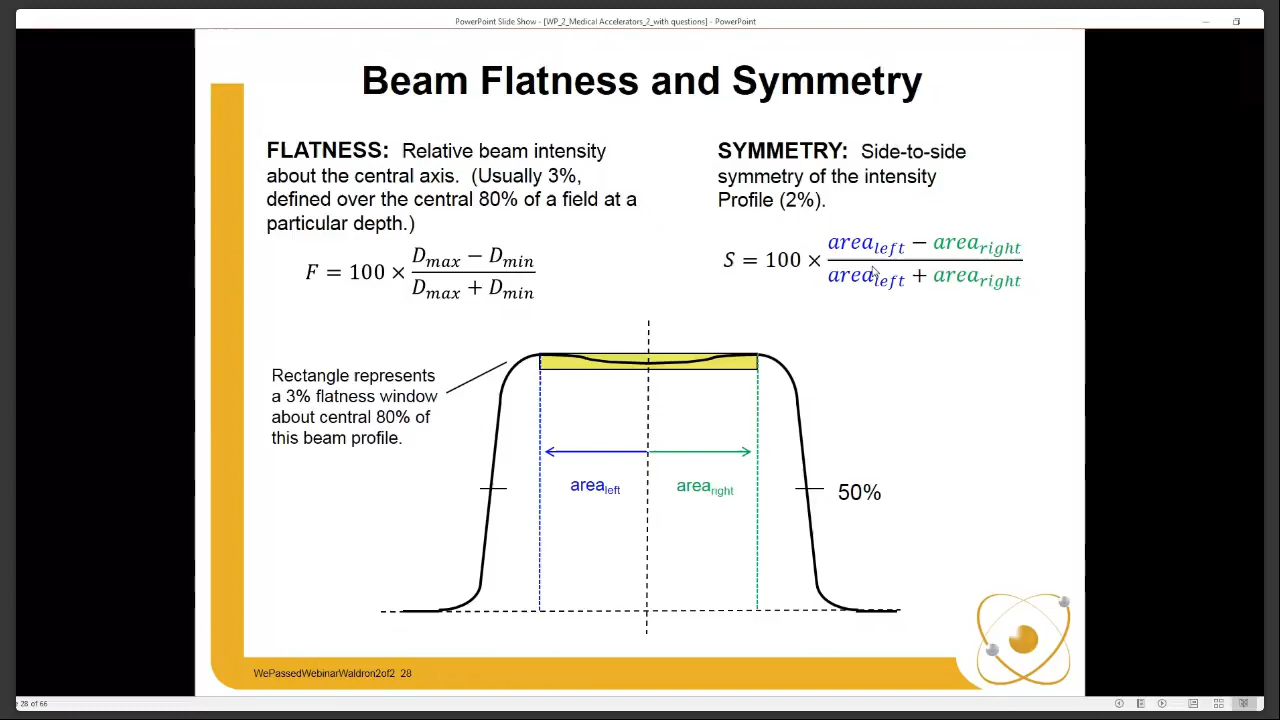 PowerPoint Slide Show - [WP_2_Medical Accelerators_2_with questions] - PowerPoint
Beam Flatness and Symmetry
FLATNESS: Relative beam intensity
about the central axis. (Usually 3%,
defined over the central 80% of a field at a
particular depth.)
F = 100 × (D_max − D_min) / (D_max + D_min)
SYMMETRY: Side-to-side
symmetry of the intensity
Profile (2%).
S = 100 × (area_left − area_right) / (area_left + area_right)
Rectangle represents
a 3% flatness window
about central 80% of
this beam profile.
area_left
area_right
50%
WePassedWebinarWaldron2of2 28
28 of 66